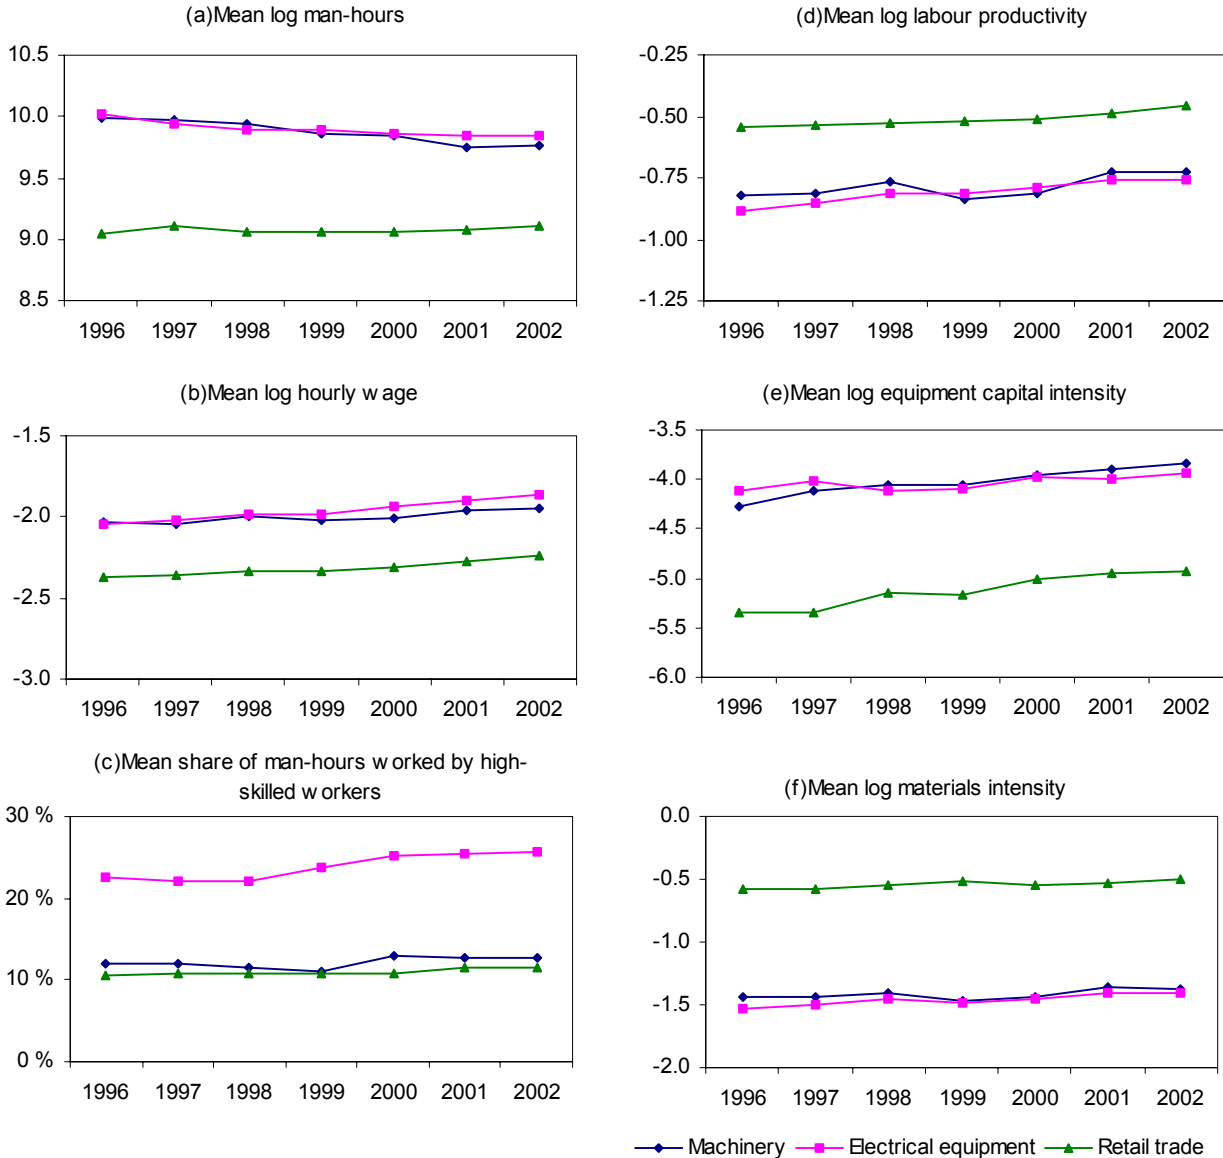 (a)Mean log man-hours
10.5
10.0
9.5
9.0
8.5
1996 1997 1998 1999 2000 2001 2002
(d)Mean log labour productivity
-0.25
-0.50
-0.75
-1.00
-1.25
1996 1997 1998 1999 2000 2001 2002
(b)Mean log hourly wage
-1.5
-2.0
-2.5
-3.0
1996 1997 1998 1999 2000 2001 2002
(e)Mean log equipment capital intensity
-3.5
-4.0
-4.5
-5.0
-5.5
-6.0
1996 1997 1998 1999 2000 2001 2002
(c)Mean share of man-hours worked by high-
skilled workers
30 %
20 %
10 %
0 %
1996 1997 1998 1999 2000 2001 2002
(f)Mean log materials intensity
0.0
-0.5
-1.0
-1.5
-2.0
1996 1997 1998 1999 2000 2001 2002
Machinery Electrical equipment Retail trade